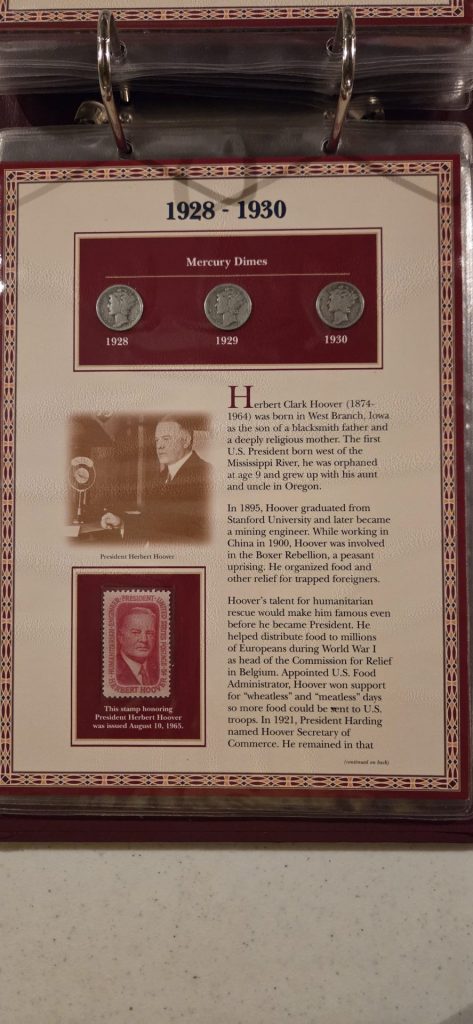 1928 - 1930
Mercury Dimes
1928
1929
1930
Herbert Clark Hoover (1874-
1964) was born in West Branch, Iowa
as the son of a blacksmith father and
a deeply religious mother. The first
U.S. President born west of the
Mississippi River, he was orphaned
at age 9 and grew up with his aunt
and uncle in Oregon.
In 1895, Hoover graduated from
Stanford University and later became
a mining engineer. While working in
China in 1900, Hoover was involved
in the Boxer Rebellion, a peasant
uprising. He organized food and
other relief for trapped foreigners.
Hoover's talent for humanitarian
rescue would make him famous even
before he became President. He
helped distribute food to millions
of Europeans during World War I
as head of the Commission for Relief
in Belgium. Appointed U.S. Food
Administrator, Hoover won support
for "wheatless" and "meatless" days
so more food could be sent to U.S.
troops. In 1921, President Harding
named Hoover Secretary of
Commerce. He remained in that
(continued on back)
President Herbert Hoover
PRESIDENT
UNITED STATES POSTAGE 5¢
HERBERT HOOVER
This stamp honoring
President Herbert Hoover
was issued August 10, 1965.